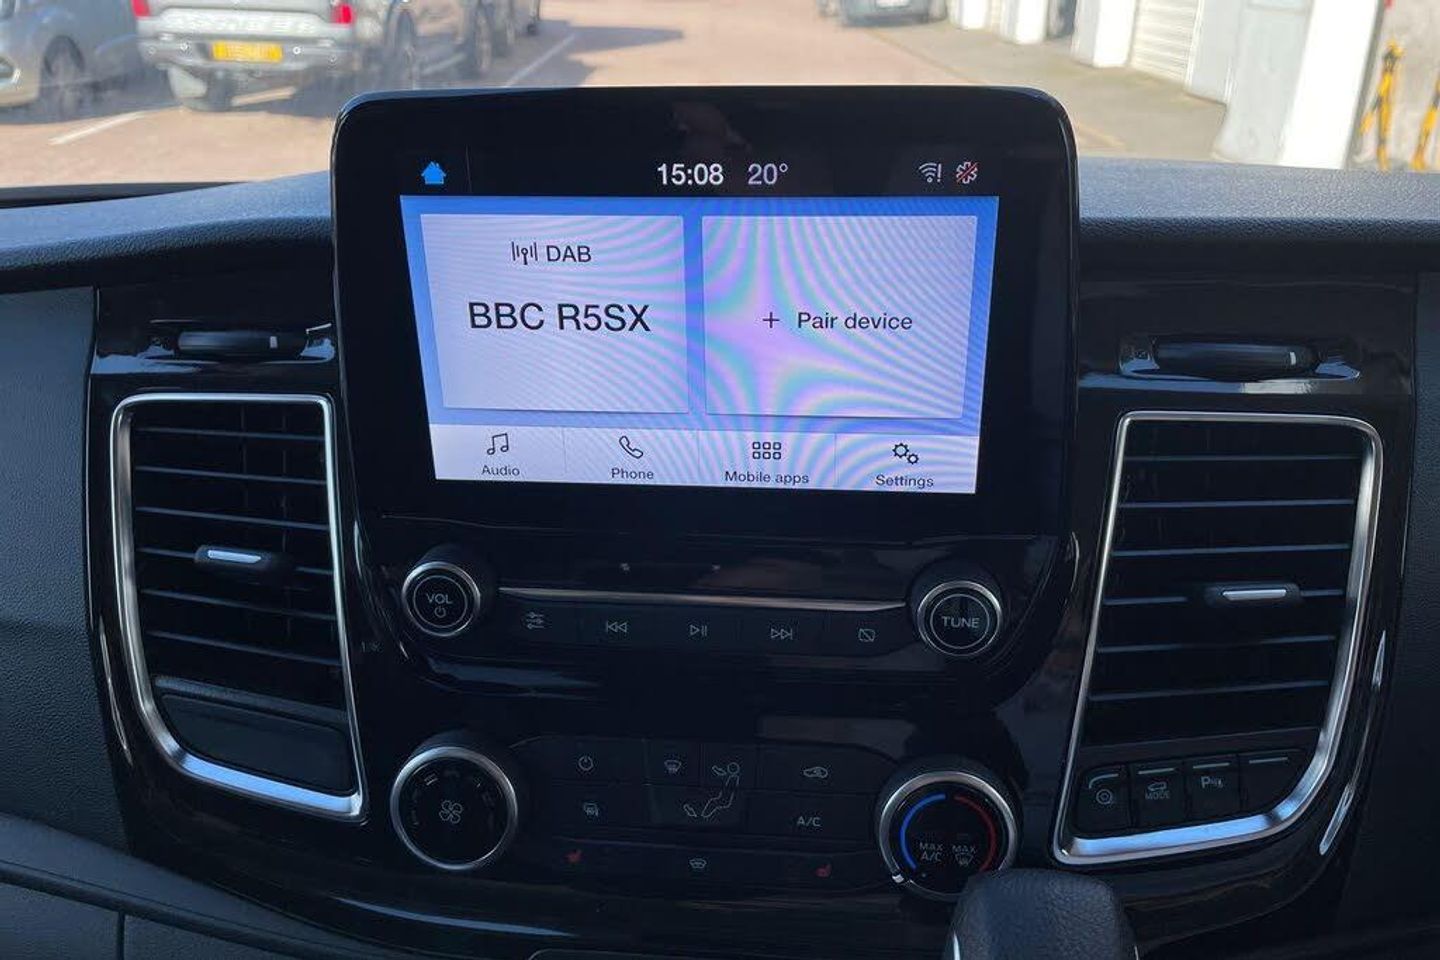 15:08 20°
DAB
BBC R5SX
+ Pair device
Audio
Phone
Mobile apps
Settings
VOL
TUNE
A/C
MAX A/C
MAX
MODE
P